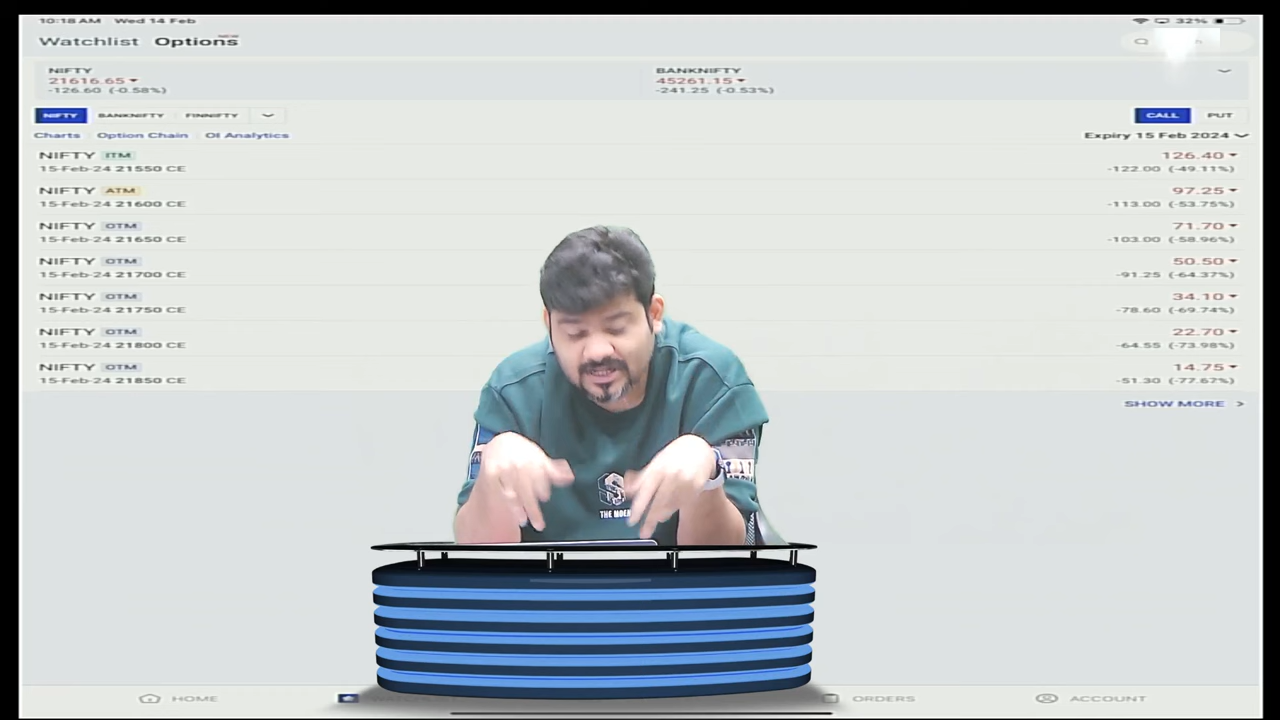 10:18 AM Wed 14 Feb 32%
Watchlist Options NEW
NIFTY
21616.65
-126.60 (-0.58%)
BANKNIFTY
45261.15
-241.25 (-0.53%)
NIFTY BANKNIFTY FINNIFTY CALL PUT
Charts Option Chain OI Analytics Expiry 15 Feb 2024
NIFTY ITM 126.40
15-Feb-24 21550 CE -122.00 (-49.11%)
NIFTY ATM 97.25
15-Feb-24 21600 CE -113.00 (-53.75%)
NIFTY OTM 71.70
15-Feb-24 21650 CE -103.00 (-58.96%)
NIFTY OTM 50.50
15-Feb-24 21700 CE -91.25 (-64.37%)
NIFTY OTM 34.10
15-Feb-24 21750 CE -78.60 (-69.74%)
NIFTY OTM 22.70
15-Feb-24 21800 CE -64.55 (-73.98%)
NIFTY OTM 14.75
15-Feb-24 21850 CE -51.30 (-77.67%)
SHOW MORE >
THE
HOME ORDERS ACCOUNT